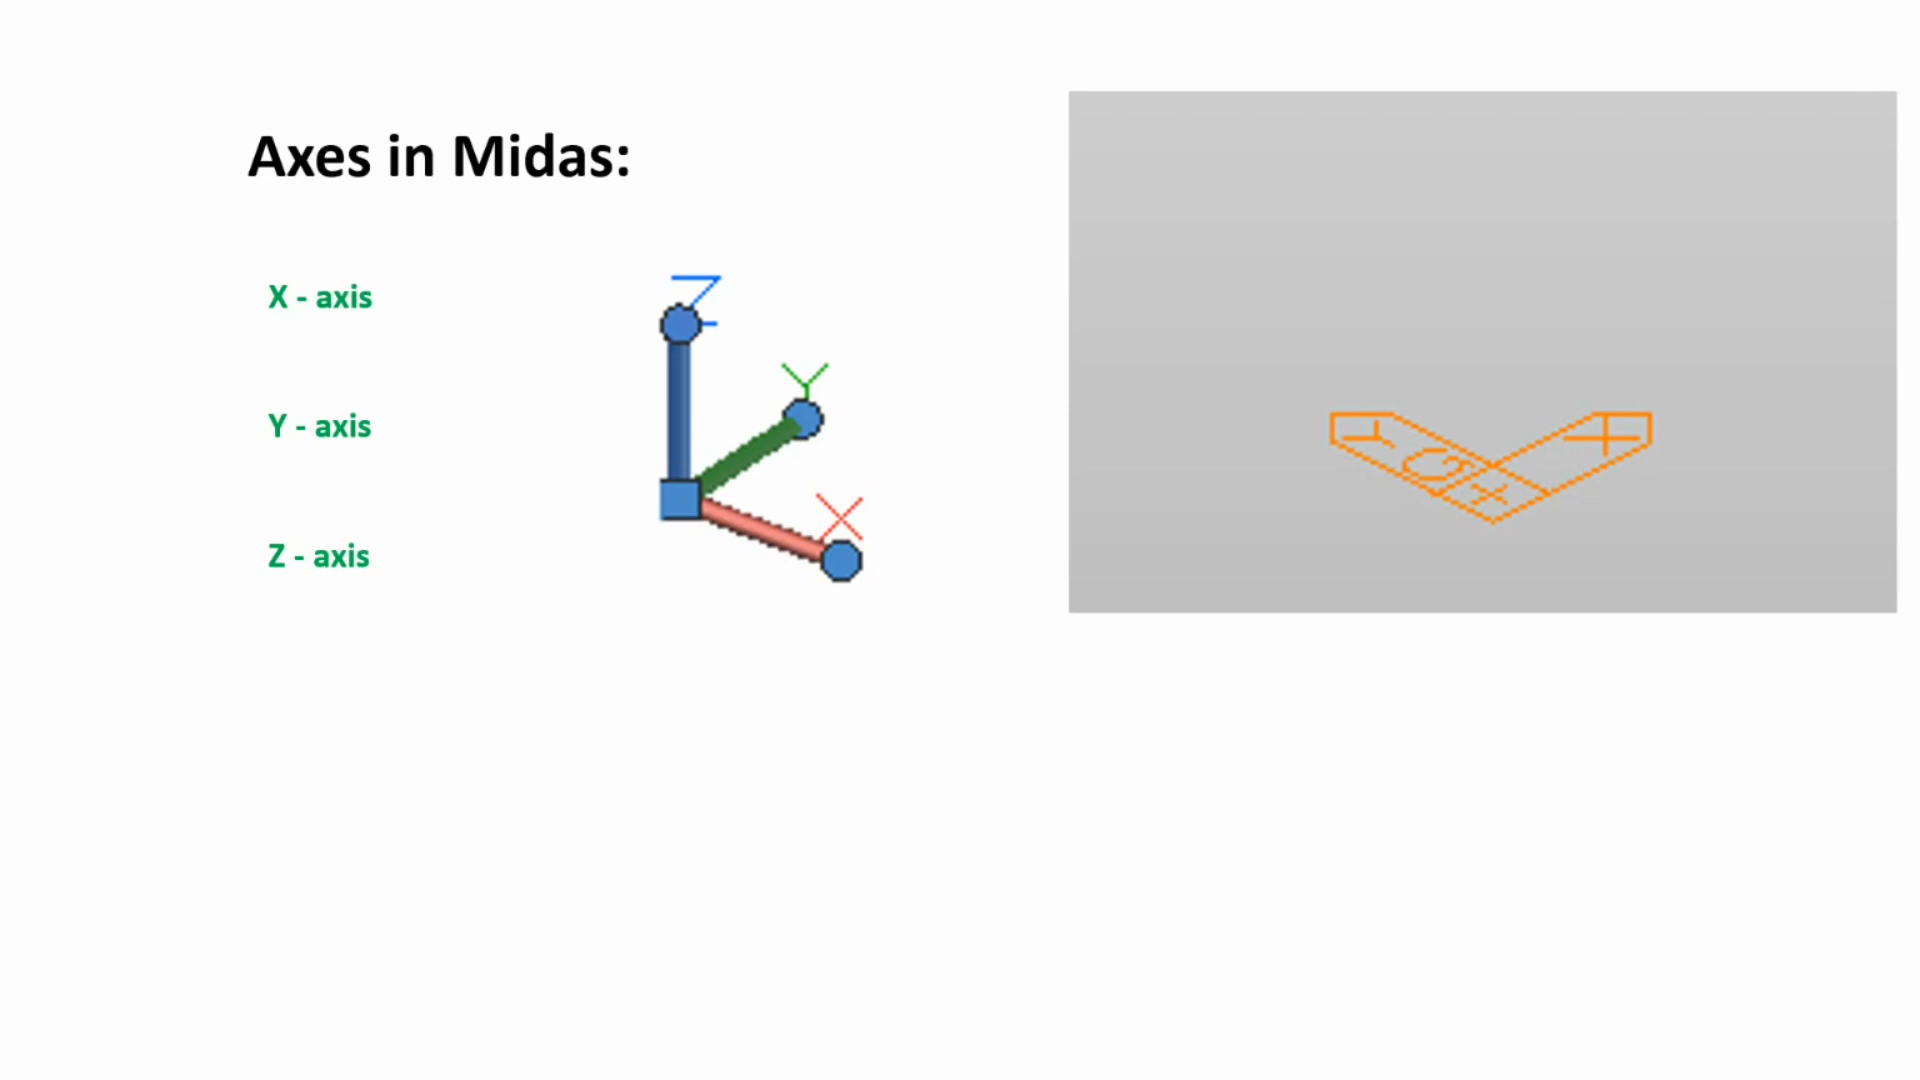 Axes in Midas:
X - axis
Y - axis
Z - axis
Z
Y
X